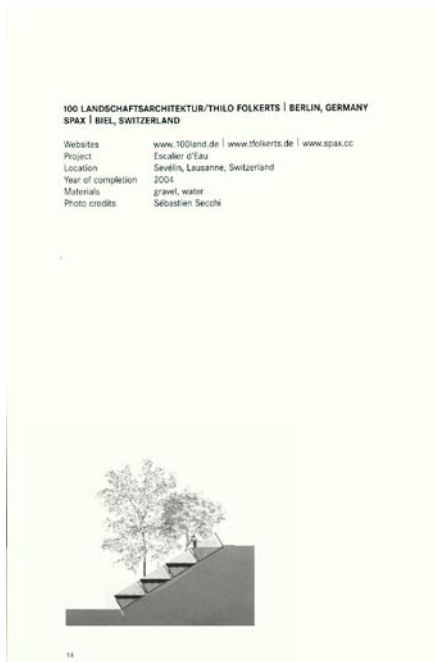 100 LANDSCHAFTSARCHITEKTUR/THILO FOLKERTS | BERLIN, GERMANY
SPAX | BIEL, SWITZERLAND
Websites www.100land.de | www.tfolkerts.de | www.spax.cc
Project Escalier d'Eau
Location Sevélin, Lausanne, Switzerland
Year of completion 2004
Materials gravel, water
Photo credits Sébastien Secchi
14